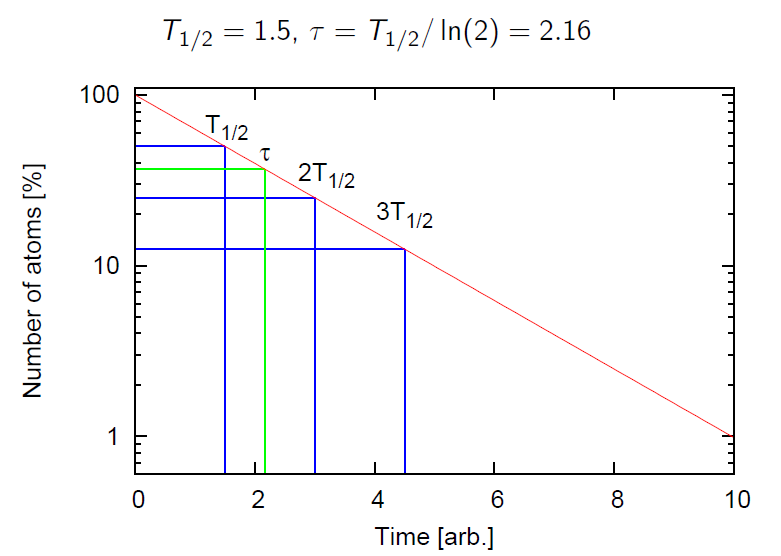 T1/2 = 1.5, τ = T1/2/ ln(2) = 2.16
100
10
1
Number of atoms [%]
T1/2
τ
2T1/2
3T1/2
0 2 4 6 8 10
Time [arb.]